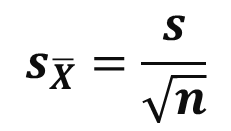 s_X̅ = s / √n